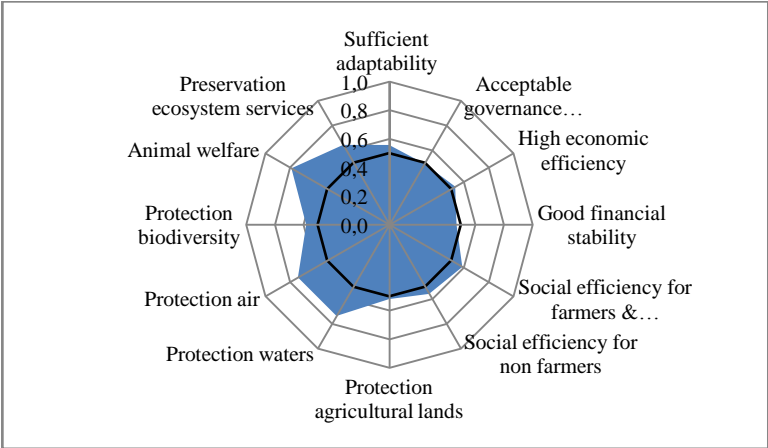 Sufficient
adaptability
Acceptable
governance…
High economic
efficiency
Good financial
stability
Social efficiency for
farmers &…
Social efficiency for
non farmers
Protection
agricultural lands
Protection waters
Protection air
Protection
biodiversity
Animal welfare
Preservation
ecosystem services
1,0
0,8
0,6
0,4
0,2
0,0